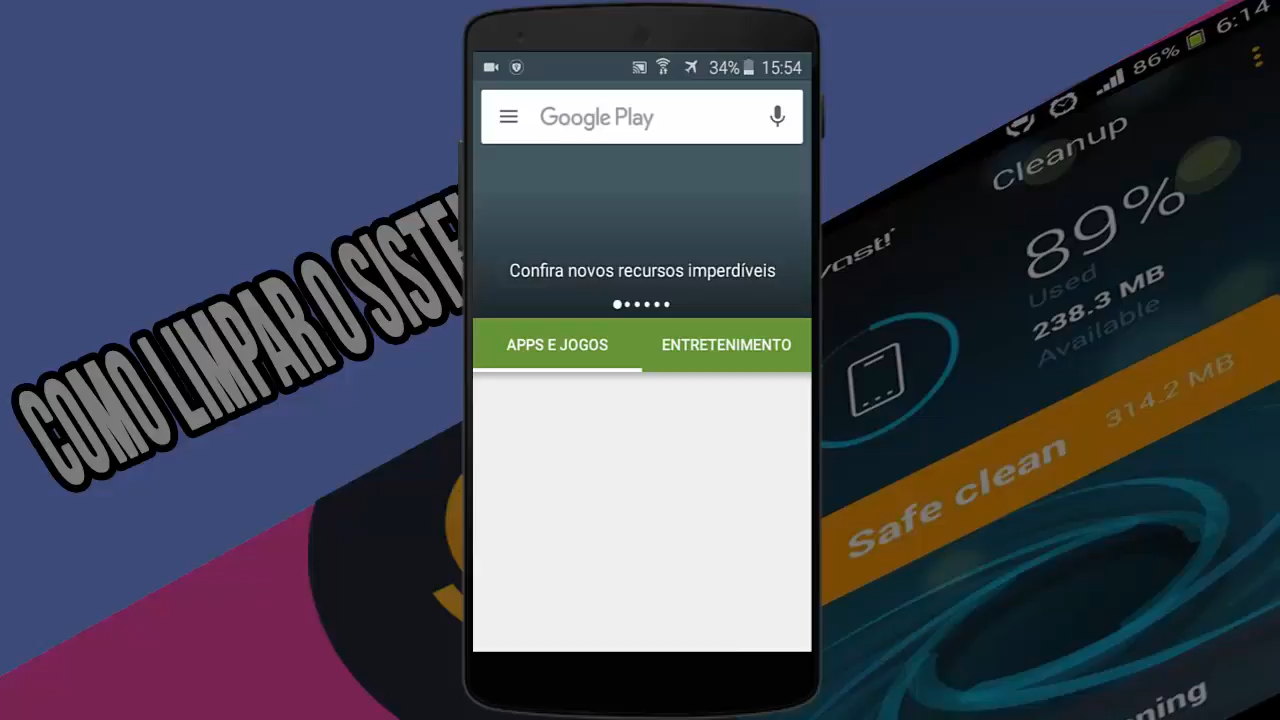 COMO LIMPAR O SISTE
34% 15:54
Google Play
Confira novos recursos imperdíveis
APPS E JOGOS
ENTRETENIMENTO
86% 6:14
Cleanup
89%
Used
238.3 MB
Available
Safe clean 314.2 MB